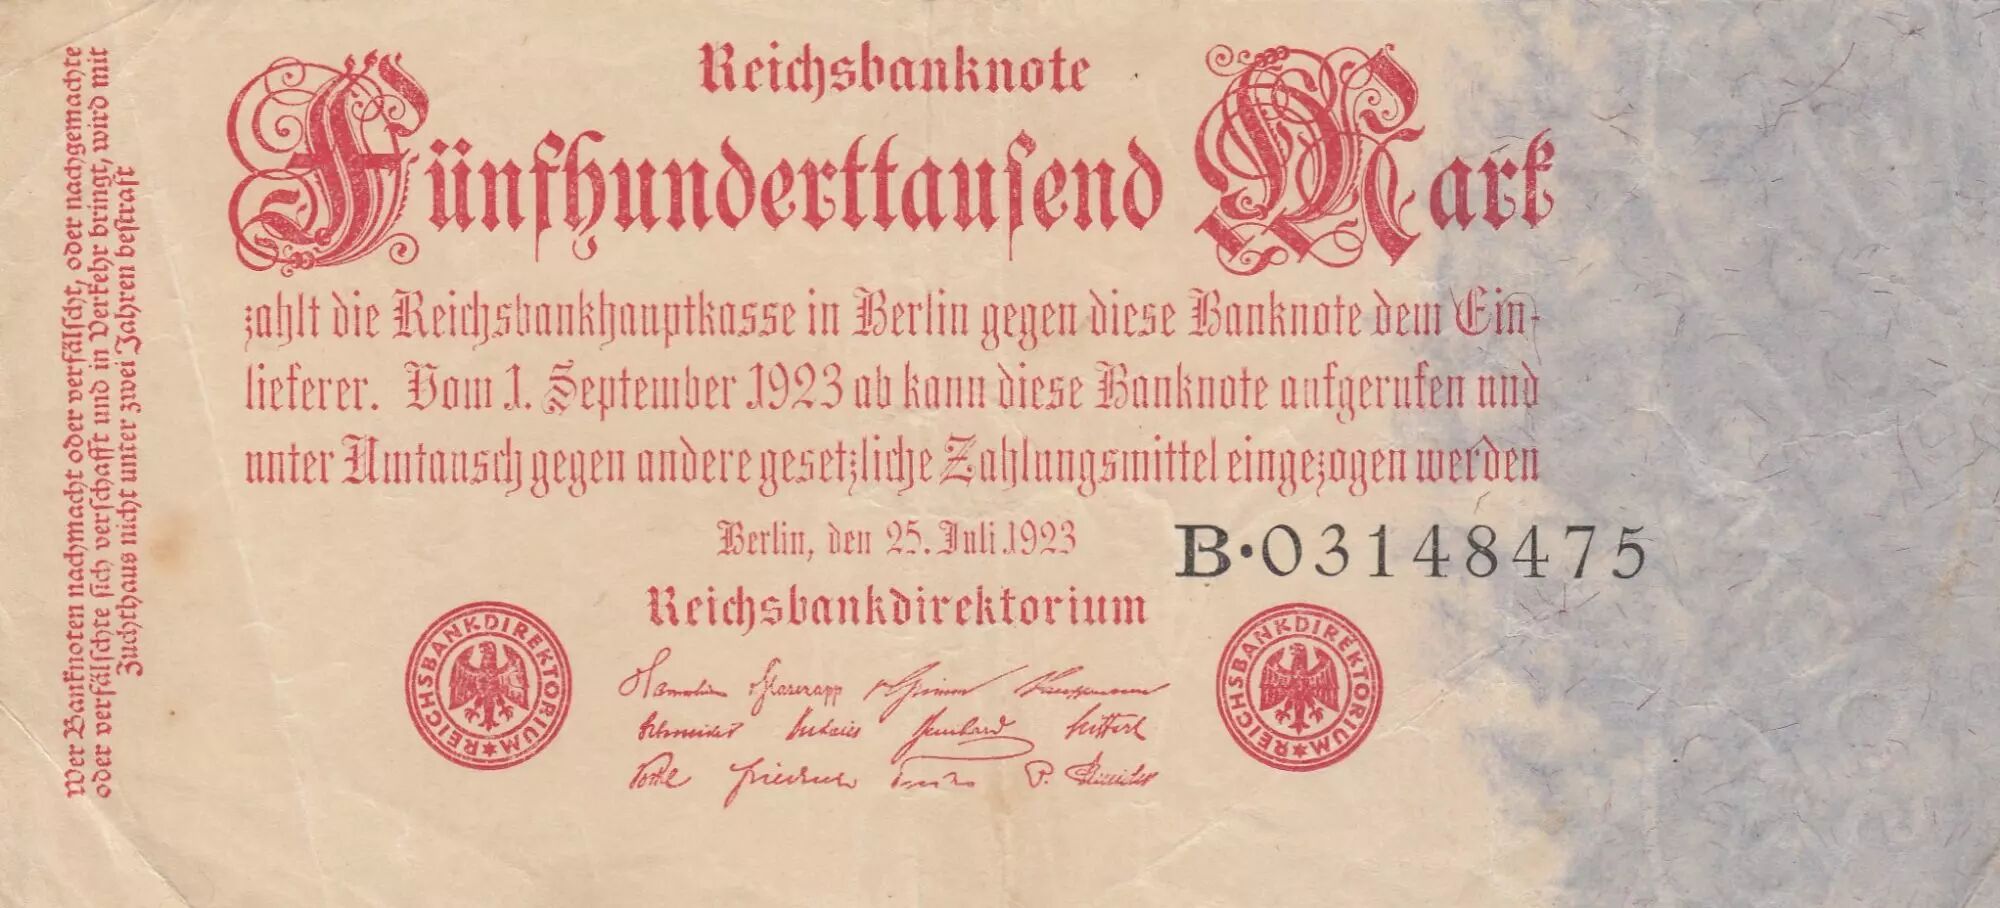 Reichsbanknote
Fünfhunderttauſend Mark
zahlt die Reichsbankhauptkasse in Berlin gegen diese Banknote dem Ein-
lieferer. Vom 1. September 1923 ab kann diese Banknote aufgerufen und
unter Umtausch gegen andere gesetzliche Zahlungsmittel eingezogen werden
Berlin, den 25. Juli 1923
B·03148475
Reichsbankdirektorium
REICHSBANKDIREKTORIUM
REICHSBANKDIREKTORIUM
Schneider
Friedrich
P. Schneider
Wer Banknoten nachmacht oder verfälſcht, oder nachgemachte
oder verfälſchte ſich verſchafft und in Verkehr bringt, wird mit
Zuchthaus nicht unter zwei Jahren beſtraft